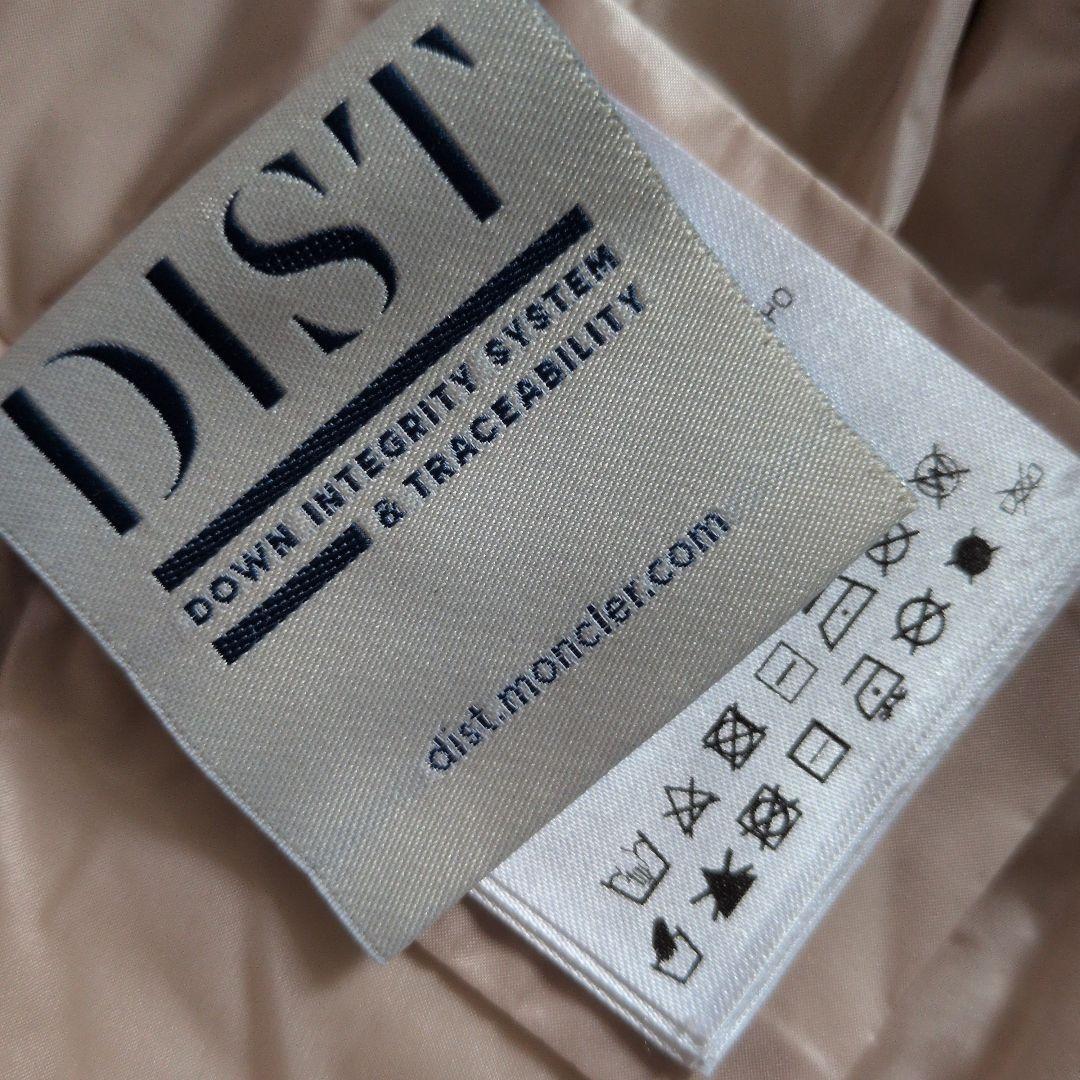 DIST
DOWN INTEGRITY SYSTEM
& TRACEABILITY
dist.moncler.com